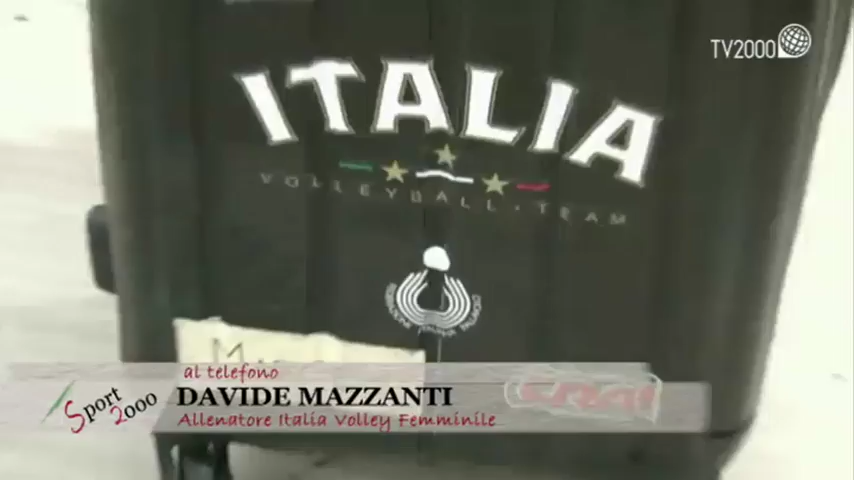 TV2000
ITALIA
VOLLEYBALL · TEAM
al telefono
DAVIDE MAZZANTI
Allenatore Italia Volley Femminile
Sport 2000